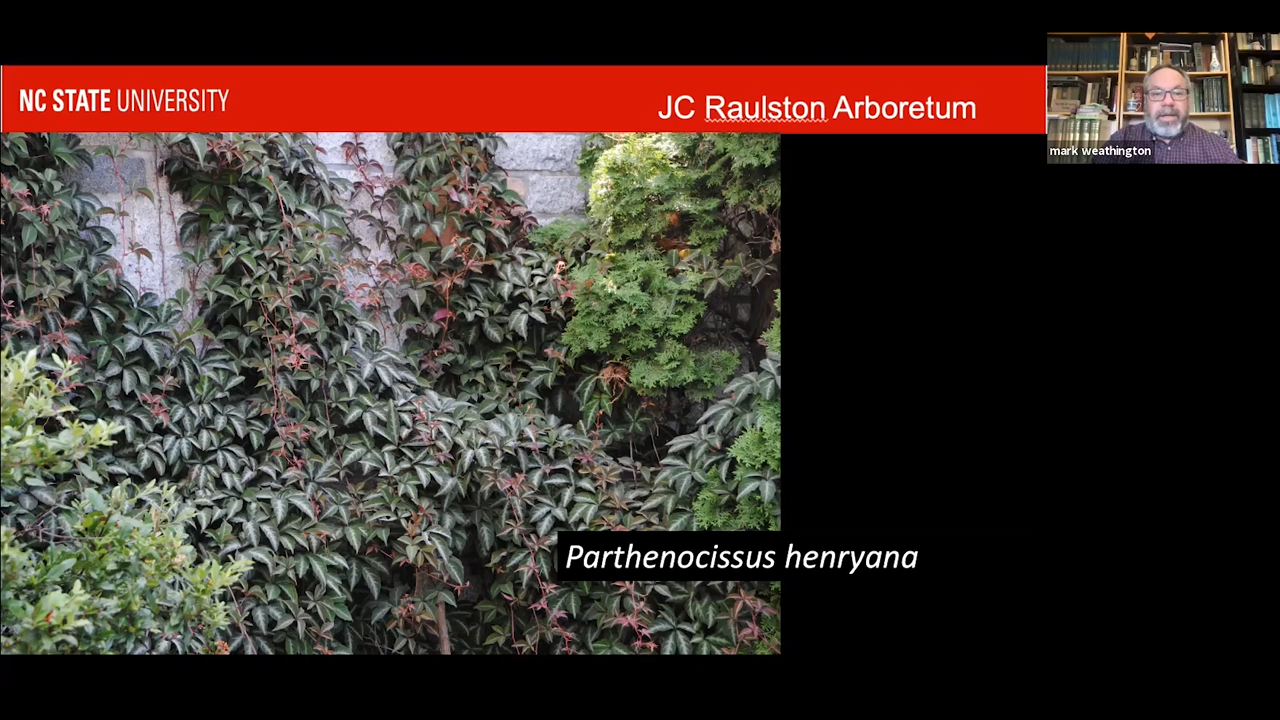 NC STATE UNIVERSITY
JC Raulston Arboretum
mark weathington
Parthenocissus henryana